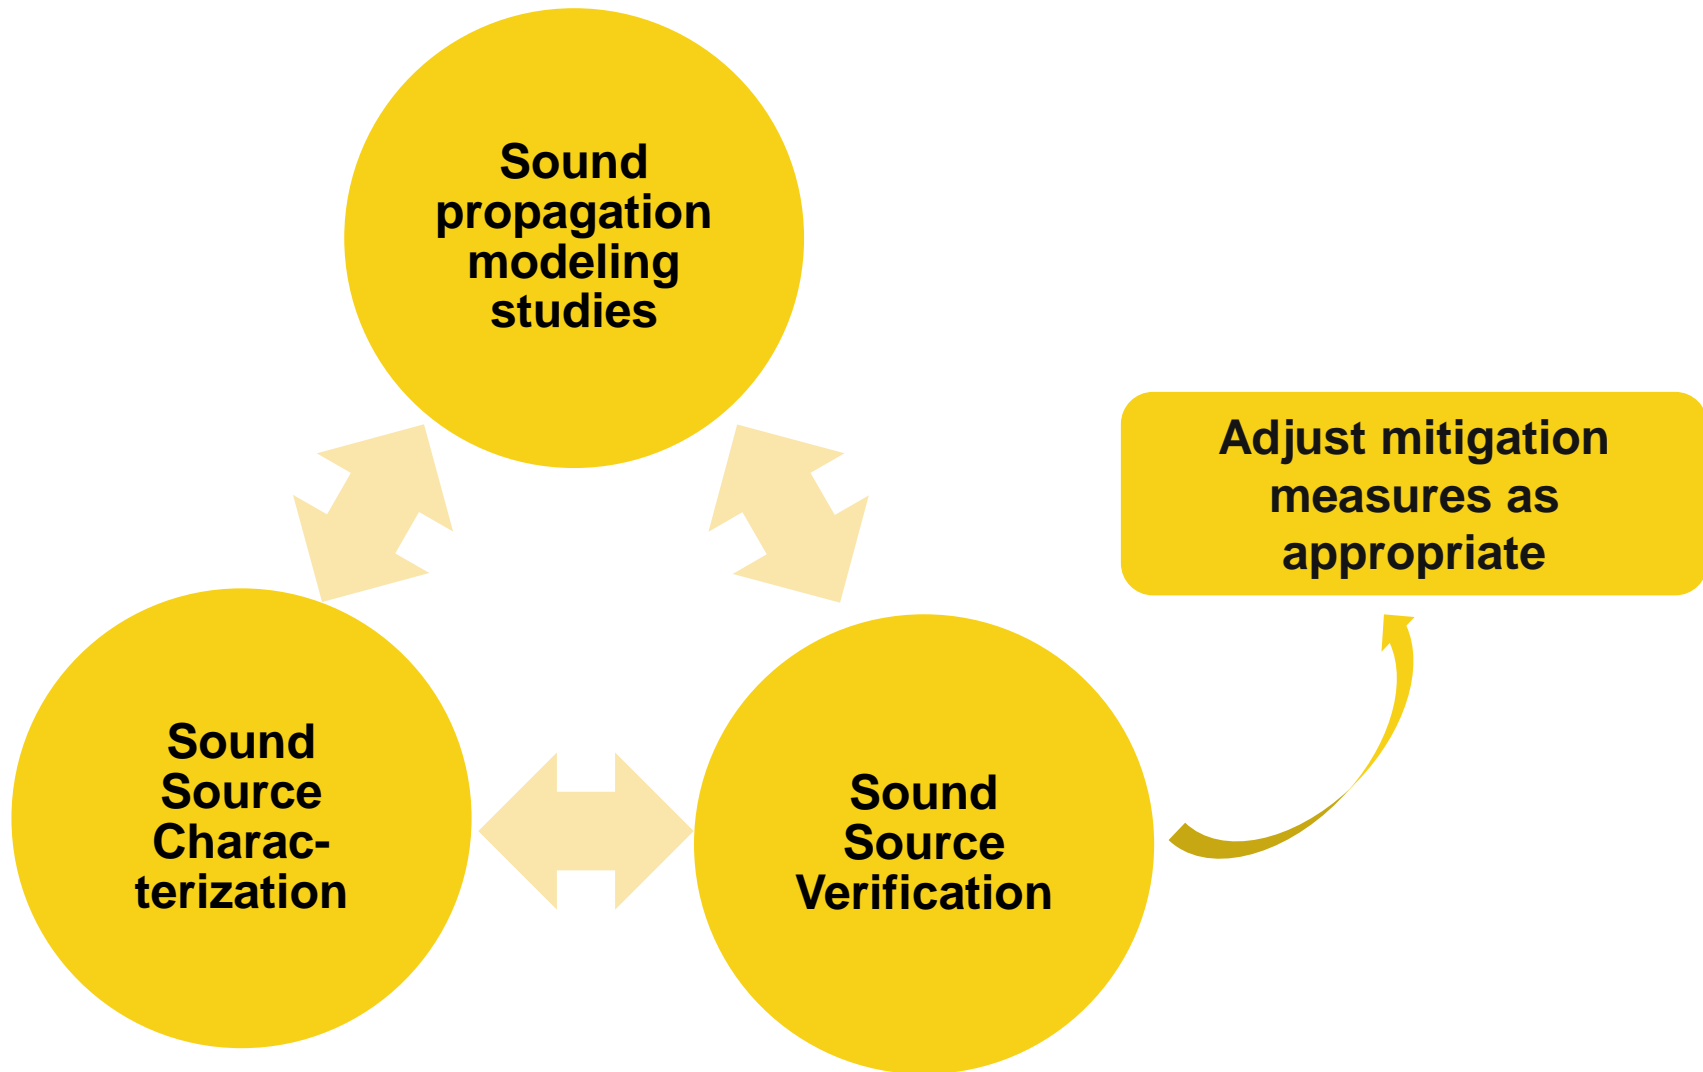 Sound
propagation
modeling
studies
Adjust mitigation
measures as
appropriate
Sound
Source
Charac-
terization
Sound
Source
Verification